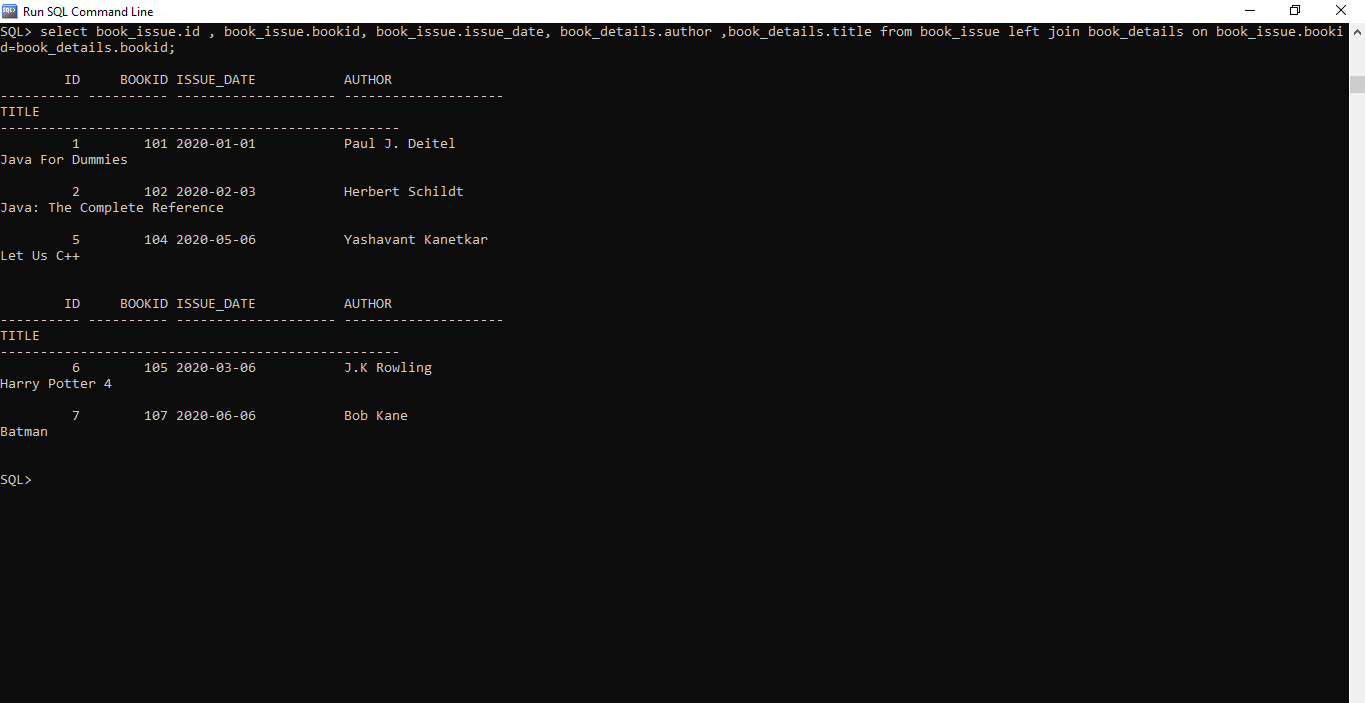 Run SQL Command Line
SQL> select book_issue.id , book_issue.bookid, book_issue.issue_date, book_details.author ,book_details.title from book_issue left join book_details on book_issue.booki
d=book_details.bookid;
        ID     BOOKID ISSUE_DATE           AUTHOR
---------- ---------- -------------------- --------------------
TITLE
--------------------------------------------------
         1        101 2020-01-01           Paul J. Deitel
Java For Dummies
         2        102 2020-02-03           Herbert Schildt
Java: The Complete Reference
         5        104 2020-05-06           Yashavant Kanetkar
Let Us C++
        ID     BOOKID ISSUE_DATE           AUTHOR
---------- ---------- -------------------- --------------------
TITLE
--------------------------------------------------
         6        105 2020-03-06           J.K Rowling
Harry Potter 4
         7        107 2020-06-06           Bob Kane
Batman
SQL>